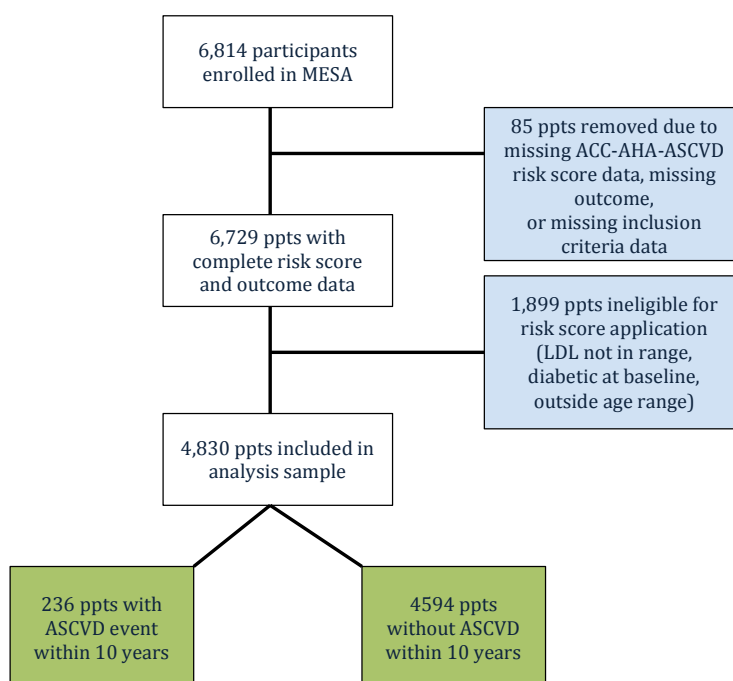 6,814 participants
enrolled in MESA
85 ppts removed due to
missing ACC-AHA-ASCVD
risk score data, missing
outcome,
or missing inclusion
criteria data
6,729 ppts with
complete risk score
and outcome data
1,899 ppts ineligible for
risk score application
(LDL not in range,
diabetic at baseline,
outside age range)
4,830 ppts included in
analysis sample
236 ppts with
ASCVD event
within 10 years
4594 ppts
without ASCVD
within 10 years